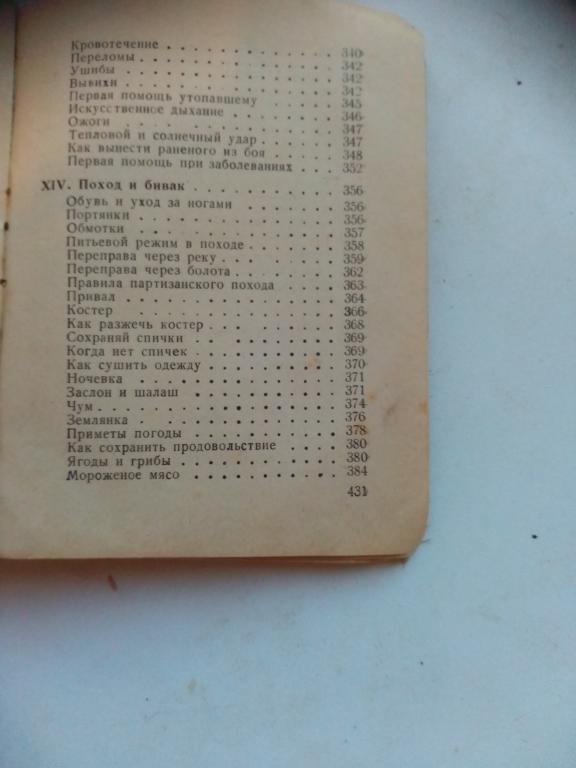 Кровотечение . . . . . . . . . . . . 340
Переломы . . . . . . . . . . . . 342
Ушибы . . . . . . . . . . . . 342
Вывихи . . . . . . . . . . . . 342
Первая помощь утопавшему . . . . . . 345
Искусственное дыхание . . . . . . . . 346
Ожоги . . . . . . . . . . . . 347
Тепловой и солнечный удар . . . . . . 347
Как вынести раненого из боя . . . . . 348
Первая помощь при заболеваниях . . . 352
XIV. Поход и бивак . . . . . . . . . . 356
Обувь и уход за ногами . . . . . . . 356
Портянки . . . . . . . . . . . . 356
Обмотки . . . . . . . . . . . . 357
Питьевой режим в походе . . . . . . . 358
Переправа через реку . . . . . . . . 359
Переправа через болота . . . . . . . 362
Правила партизанского похода . . . . . 363
Привал . . . . . . . . . . . . 364
Костер . . . . . . . . . . . . 366
Как разжечь костер . . . . . . . . . 368
Сохраняй спички . . . . . . . . . . 369
Когда нет спичек . . . . . . . . . . 369
Как сушить одежду . . . . . . . . . 370
Ночевка . . . . . . . . . . . . 371
Заслон и шалаш . . . . . . . . . . 371
Чум . . . . . . . . . . . . 374
Землянка . . . . . . . . . . . . 376
Приметы погоды . . . . . . . . . . 378
Как сохранить продовольствие . . . . . 380
Ягоды и грибы . . . . . . . . . . 380
Мороженое мясо . . . . . . . . . . 384
431